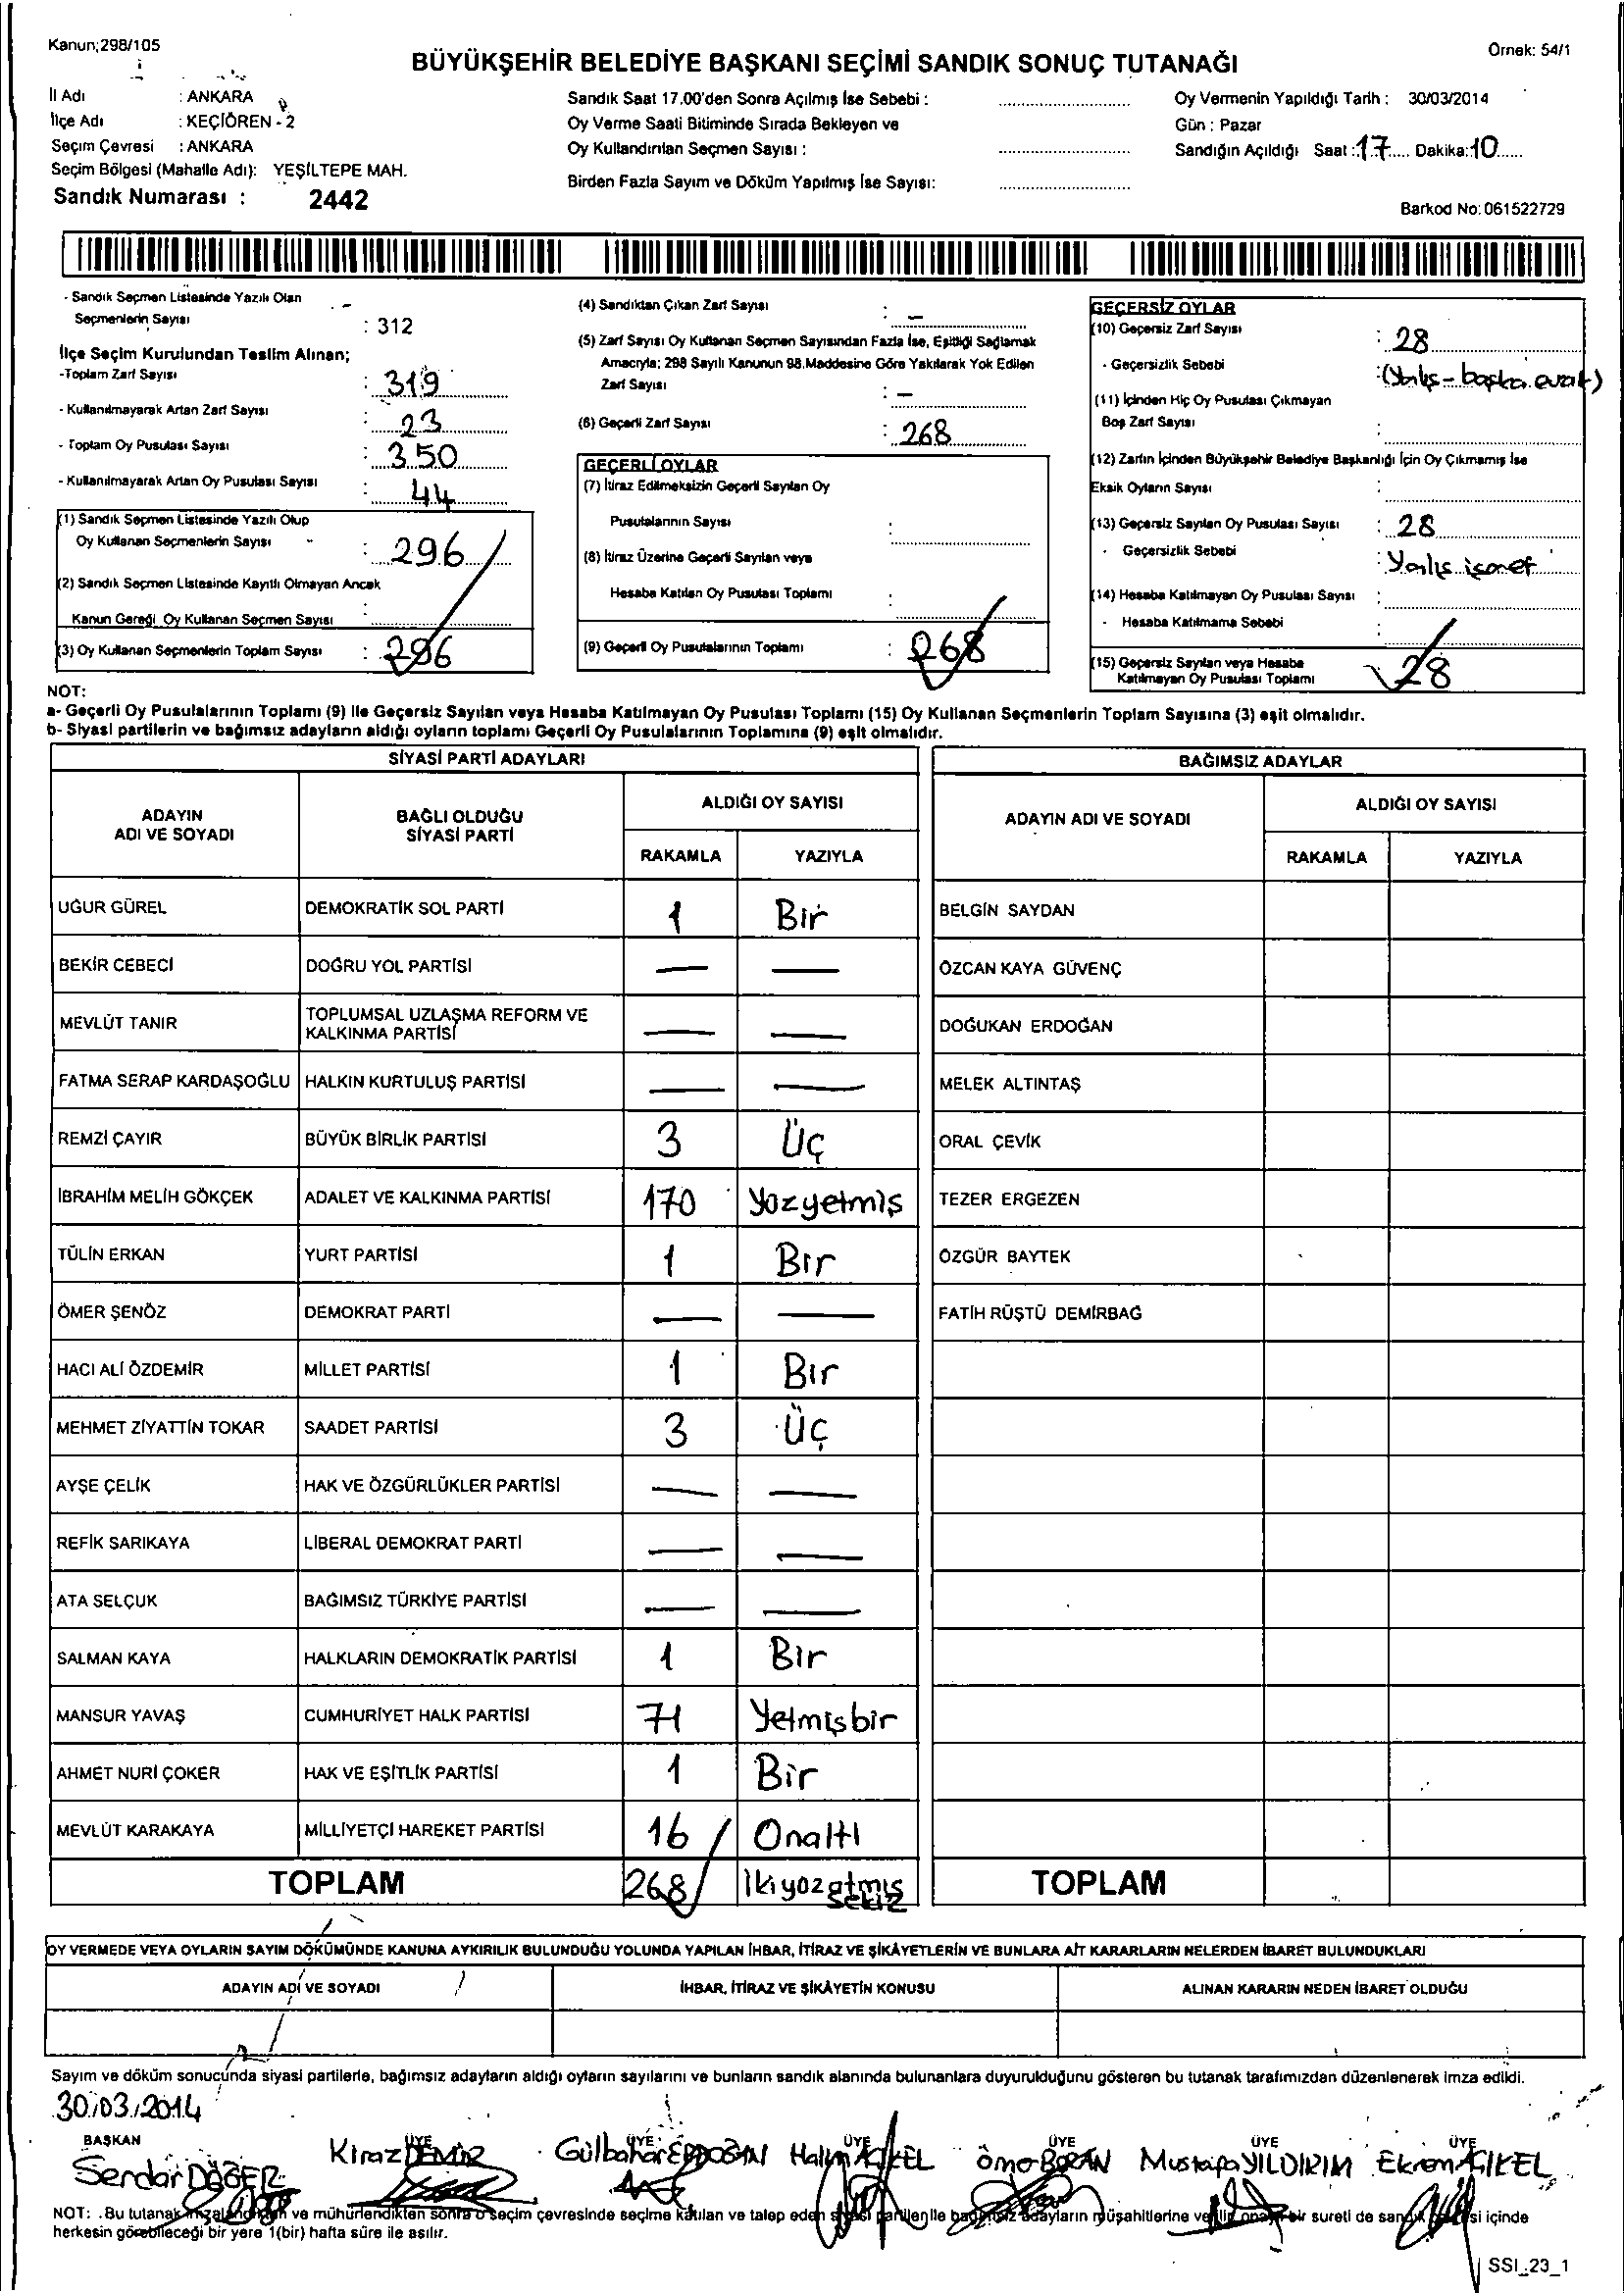 Kanun;298/105
Örnek: 54/1
BÜYÜKŞEHİR BELEDİYE BAŞKANI SEÇİMİ SANDIK SONUÇ TUTANAĞI
İl Adı : ANKARA
İlçe Adı : KEÇİÖREN - 2
Seçim Çevresi : ANKARA
Seçim Bölgesi (Mahalle Adı): YEŞİLTEPE MAH.
Sandık Numarası : 2442
Sandık Saat 17.00'den Sonra Açılmış İse Sebebi :
Oy Verme Saati Bitiminde Sırada Bekleyen ve
Oy Kullandırılan Seçmen Sayısı :
Birden Fazla Sayım ve Döküm Yapılmış İse Sayısı:
Oy Vermenin Yapıldığı Tarih : 30/03/2014
Gün : Pazar
Sandığın Açıldığı Saat : 17 Dakika: 10
Barkod No: 061522729
- Sandık Seçmen Listesinde Yazılı Olan
Seçmenlerin Sayısı : 312
İlçe Seçim Kurulundan Teslim Alınan;
-Toplam Zarf Sayısı : 319
- Kullanılmayarak Artan Zarf Sayısı : 23
- Toplam Oy Pusulası Sayısı : 350
- Kullanılmayarak Artan Oy Pusulası Sayısı : 44
(1) Sandık Seçmen Listesinde Yazılı Olup
Oy Kullanan Seçmenlerin Sayısı : 296
(2) Sandık Seçmen Listesinde Kayıtlı Olmayan Ancak
Kanun Gereği Oy Kullanan Seçmen Sayısı :
(3) Oy Kullanan Seçmenlerin Toplam Sayısı : 296
(4) Sandıktan Çıkan Zarf Sayısı : -
(5) Zarf Sayısı Oy Kullanan Seçmen Sayısından Fazla İse, Eşitliği Sağlamak
Amacıyla; 298 Sayılı Kanunun 98.Maddesine Göre Yakılarak Yok Edilen
Zarf Sayısı : -
(6) Geçerli Zarf Sayısı : 268
GEÇERLİ OYLAR
(7) İtiraz Edilmeksizin Geçerli Sayılan Oy
Pusulalarının Sayısı :
(8) İtiraz Üzerine Geçerli Sayılan veya
Hesaba Katılan Oy Pusulası Toplamı :
(9) Geçerli Oy Pusulalarının Toplamı : 268
GEÇERSİZ OYLAR
(10) Geçersiz Zarf Sayısı : 28
- Geçersizlik Sebebi : (Yanlış - başka evrak)
(11) İçinden Hiç Oy Pusulası Çıkmayan
Boş Zarf Sayısı :
(12) Zarfın İçinden Büyükşehir Belediye Başkanlığı İçin Oy Çıkmamış İse
Eksik Oyların Sayısı :
(13) Geçersiz Sayılan Oy Pusulası Sayısı : 28
- Geçersizlik Sebebi : Yanlış işaret
(14) Hesaba Katılmayan Oy Pusulası Sayısı :
- Hesaba Katılmama Sebebi :
(15) Geçersiz Sayılan veya Hesaba
Katılmayan Oy Pusulası Toplamı 28
NOT:
a- Geçerli Oy Pusulalarının Toplamı (9) İle Geçersiz Sayılan veya Hesaba Katılmayan Oy Pusulası Toplamı (15) Oy Kullanan Seçmenlerin Toplam Sayısına (3) eşit olmalıdır.
b- Siyasi partilerin ve bağımsız adayların aldığı oyların toplamı Geçerli Oy Pusulalarının Toplamına (9) eşit olmalıdır.
SİYASİ PARTİ ADAYLARI
ADAYIN ADI VE SOYADI BAĞLI OLDUĞU SİYASİ PARTİ ALDIĞI OY SAYISI
RAKAMLA YAZIYLA
UĞUR GÜREL DEMOKRATİK SOL PARTİ 1 Bir
BEKİR CEBECİ DOĞRU YOL PARTİSİ — —
MEVLÜT TANIR TOPLUMSAL UZLAŞMA REFORM VE KALKINMA PARTİSİ — —
FATMA SERAP KARDAŞOĞLU HALKIN KURTULUŞ PARTİSİ — —
REMZİ ÇAYIR BÜYÜK BİRLİK PARTİSİ 3 Üç
İBRAHİM MELİH GÖKÇEK ADALET VE KALKINMA PARTİSİ 170 Yüzyetmiş
TÜLİN ERKAN YURT PARTİSİ 1 Bir
ÖMER ŞENÖZ DEMOKRAT PARTİ — —
HACI ALİ ÖZDEMİR MİLLET PARTİSİ 1 Bir
MEHMET ZİYATTİN TOKAR SAADET PARTİSİ 3 Üç
AYŞE ÇELİK HAK VE ÖZGÜRLÜKLER PARTİSİ — —
REFİK SARIKAYA LİBERAL DEMOKRAT PARTİ — —
ATA SELÇUK BAĞIMSIZ TÜRKİYE PARTİSİ — —
SALMAN KAYA HALKLARIN DEMOKRATİK PARTİSİ 1 Bir
MANSUR YAVAŞ CUMHURİYET HALK PARTİSİ 71 Yetmişbir
AHMET NURİ ÇOKER HAK VE EŞİTLİK PARTİSİ 1 Bir
MEVLÜT KARAKAYA MİLLİYETÇİ HAREKET PARTİSİ 16 Onaltı
TOPLAM 268 İkiyüzatmış sekiz
BAĞIMSIZ ADAYLAR
ADAYIN ADI VE SOYADI ALDIĞI OY SAYISI
RAKAMLA YAZIYLA
BELGİN SAYDAN
ÖZCAN KAYA GÜVENÇ
DOĞUKAN ERDOĞAN
MELEK ALTINTAŞ
ORAL ÇEVİK
TEZER ERGEZEN
ÖZGÜR BAYTEK
FATİH RÜŞTÜ DEMİRBAĞ
TOPLAM
OY VERMEDE VEYA OYLARIN SAYIM DÖKÜMÜNDE KANUNA AYKIRILIK BULUNDUĞU YOLUNDA YAPILAN İHBAR, İTİRAZ VE ŞİKÂYETLERİN VE BUNLARA AİT KARARLARIN NELERDEN İBARET BULUNDUKLARI
ADAYIN ADI VE SOYADI İHBAR, İTİRAZ VE ŞİKÂYETİN KONUSU ALINAN KARARIN NEDEN İBARET OLDUĞU
Sayım ve döküm sonucunda siyasi partilerle, bağımsız adayların aldığı oyların sayılarını ve bunların sandık alanında bulunanlara duyurulduğunu gösteren bu tutanak tarafımızdan düzenlenerek imza edildi.
30/03/2014
BAŞKAN ÜYE ÜYE ÜYE ÜYE ÜYE ÜYE
Serdar DÖĞER Kiraz DEMİR Gülbahar ERDOĞAN Halim AÇIKEL Ömer BORAN Mustafa YILDIRIM Ekrem AÇIKEL
NOT: .Bu tutanak imzalandıktan ve mühürlendikten sonra o seçim çevresinde seçime katılan ve talep eden siyasi partiler ile bağımsız adayların müşahitlerine verilir onaylı bir sureti de sandık çevresi içinde
herkesin görebileceği bir yere 1(bir) hafta süre ile asılır.
SSI_23_1